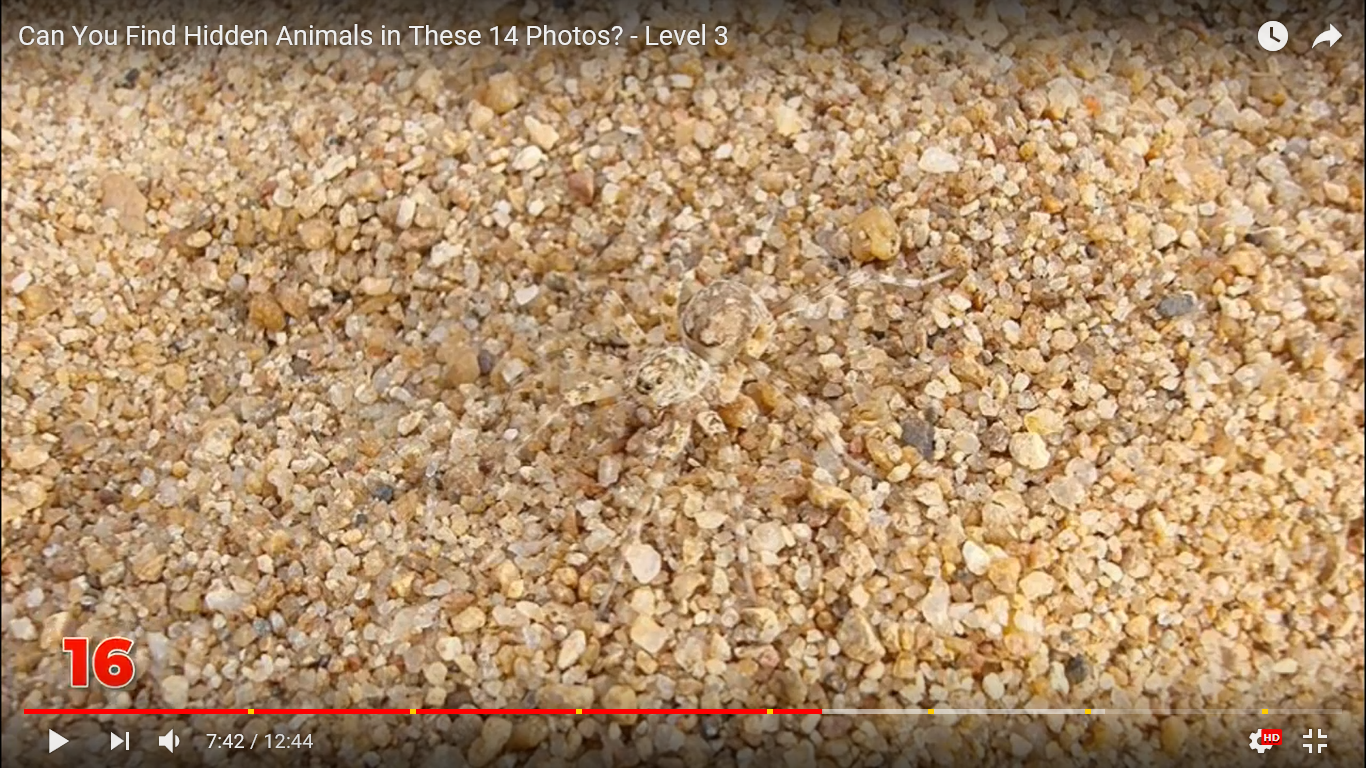 Can You Find Hidden Animals in These 14 Photos? - Level 3
16
7:42 / 12:44
HD